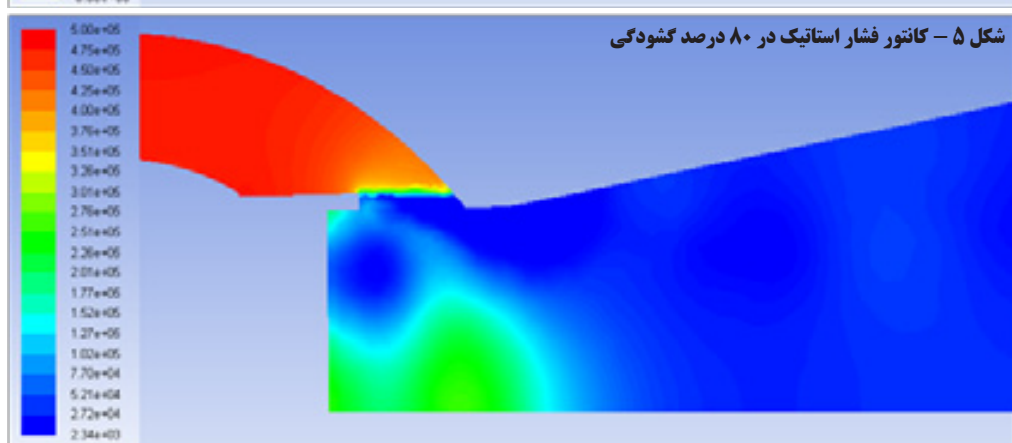 شکل ۵ – کانتور فشار استاتیک در ۸۰ درصد گشودگی
5.00e+05
4.75e+05
4.50e+05
4.25e+05
4.00e+05
3.76e+05
3.51e+05
3.26e+05
3.01e+05
2.76e+05
2.51e+05
2.26e+05
2.01e+05
1.77e+05
1.52e+05
1.27e+05
1.02e+05
7.70e+04
5.21e+04
2.72e+04
2.34e+03